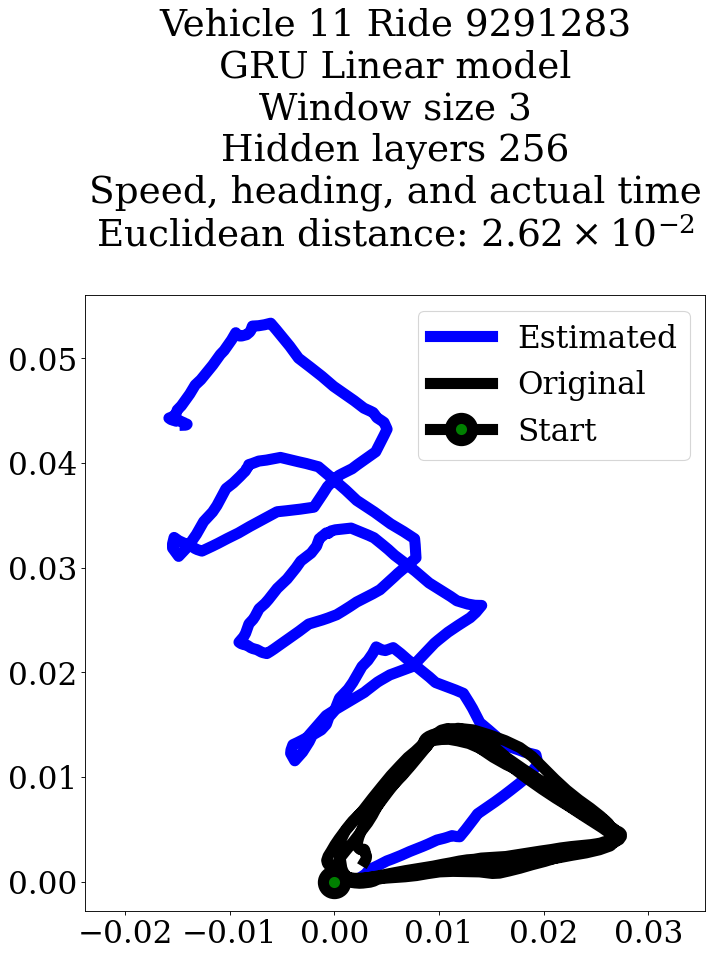 Vehicle 11 Ride 9291283
GRU Linear model
Window size 3
Hidden layers 256
Speed, heading, and actual time
Euclidean distance: 2.62 × 10⁻²
Estimated
Original
Start
0.05
0.04
0.03
0.02
0.01
0.00
−0.02 −0.01 0.00 0.01 0.02 0.03